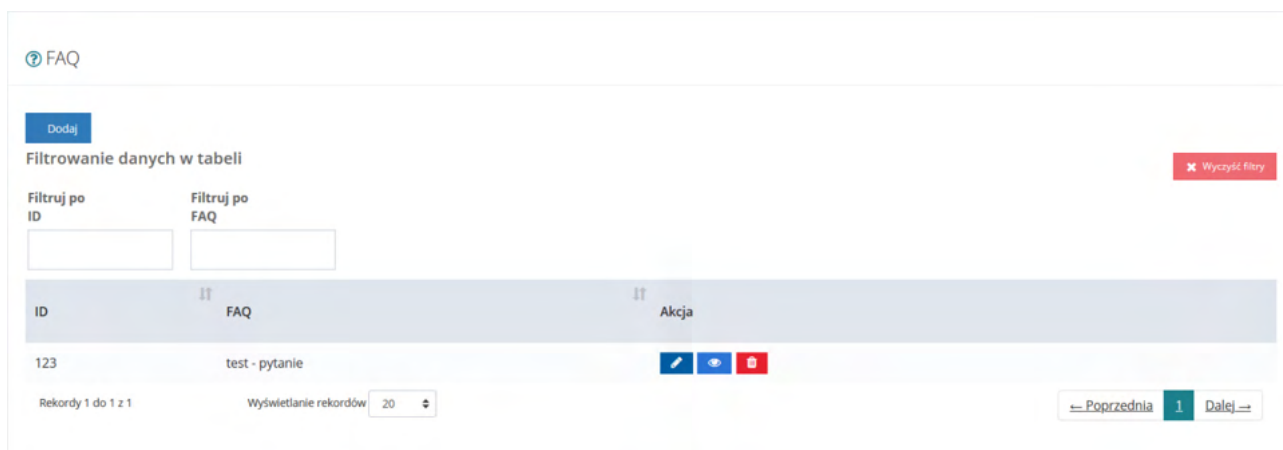 FAQ
Dodaj
Filtrowanie danych w tabeli
Wyczyść filtry
Filtruj po
ID
Filtruj po
FAQ
ID
FAQ
Akcja
123
test - pytanie
Rekordy 1 do 1 z 1
Wyświetlanie rekordów 20
← Poprzednia 1 Dalej →